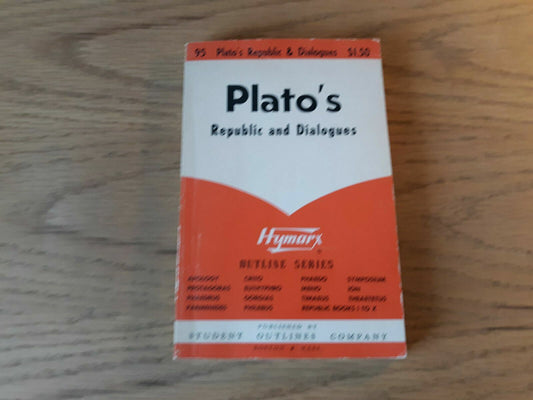 95 Plato's Republic & Dialogues $1.50
Plato's
Republic and Dialogues
Hymarx
OUTLINE SERIES
APOLOGY CRITO PHAEDO SYMPOSIUM
PROTAGORAS EUTHYPHRO MENO ION
PHAEDRUS GORGIAS TIMAEUS THEAETETUS
PARMENIDES PHILEBUS REPUBLIC BOOKS I TO X
PUBLISHED BY
STUDENT OUTLINES COMPANY